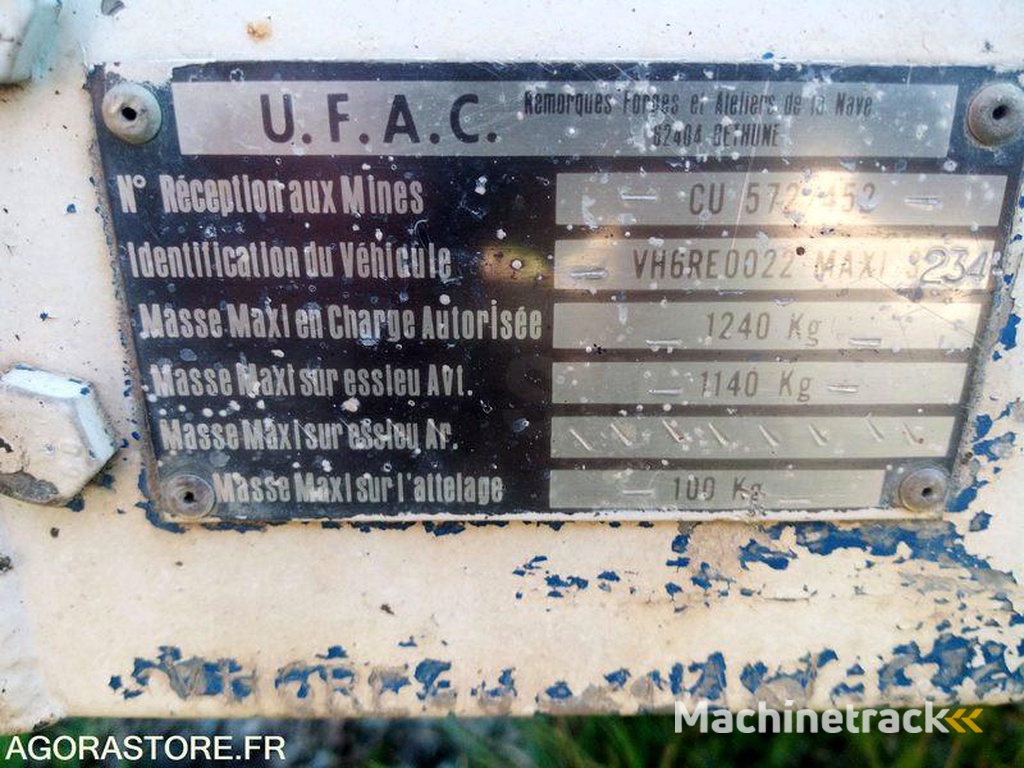 U.F.A.C. Remorques Forges et Ateliers de la Nave
62404 BETHUNE
N° Réception aux Mines - CU 572 -
Identification du Véhicule - VH6RE0022 MAXI 234
Masse Maxi en Charge Autorisée - 1240 Kg -
Masse Maxi sur essieu Avt. - 1140 Kg -
Masse Maxi sur essieu Ar. \ \ \ \ \ \ \ \
Masse Maxi sur l'attelage - 100 Kg -
Machinetrack
AGORASTORE.FR